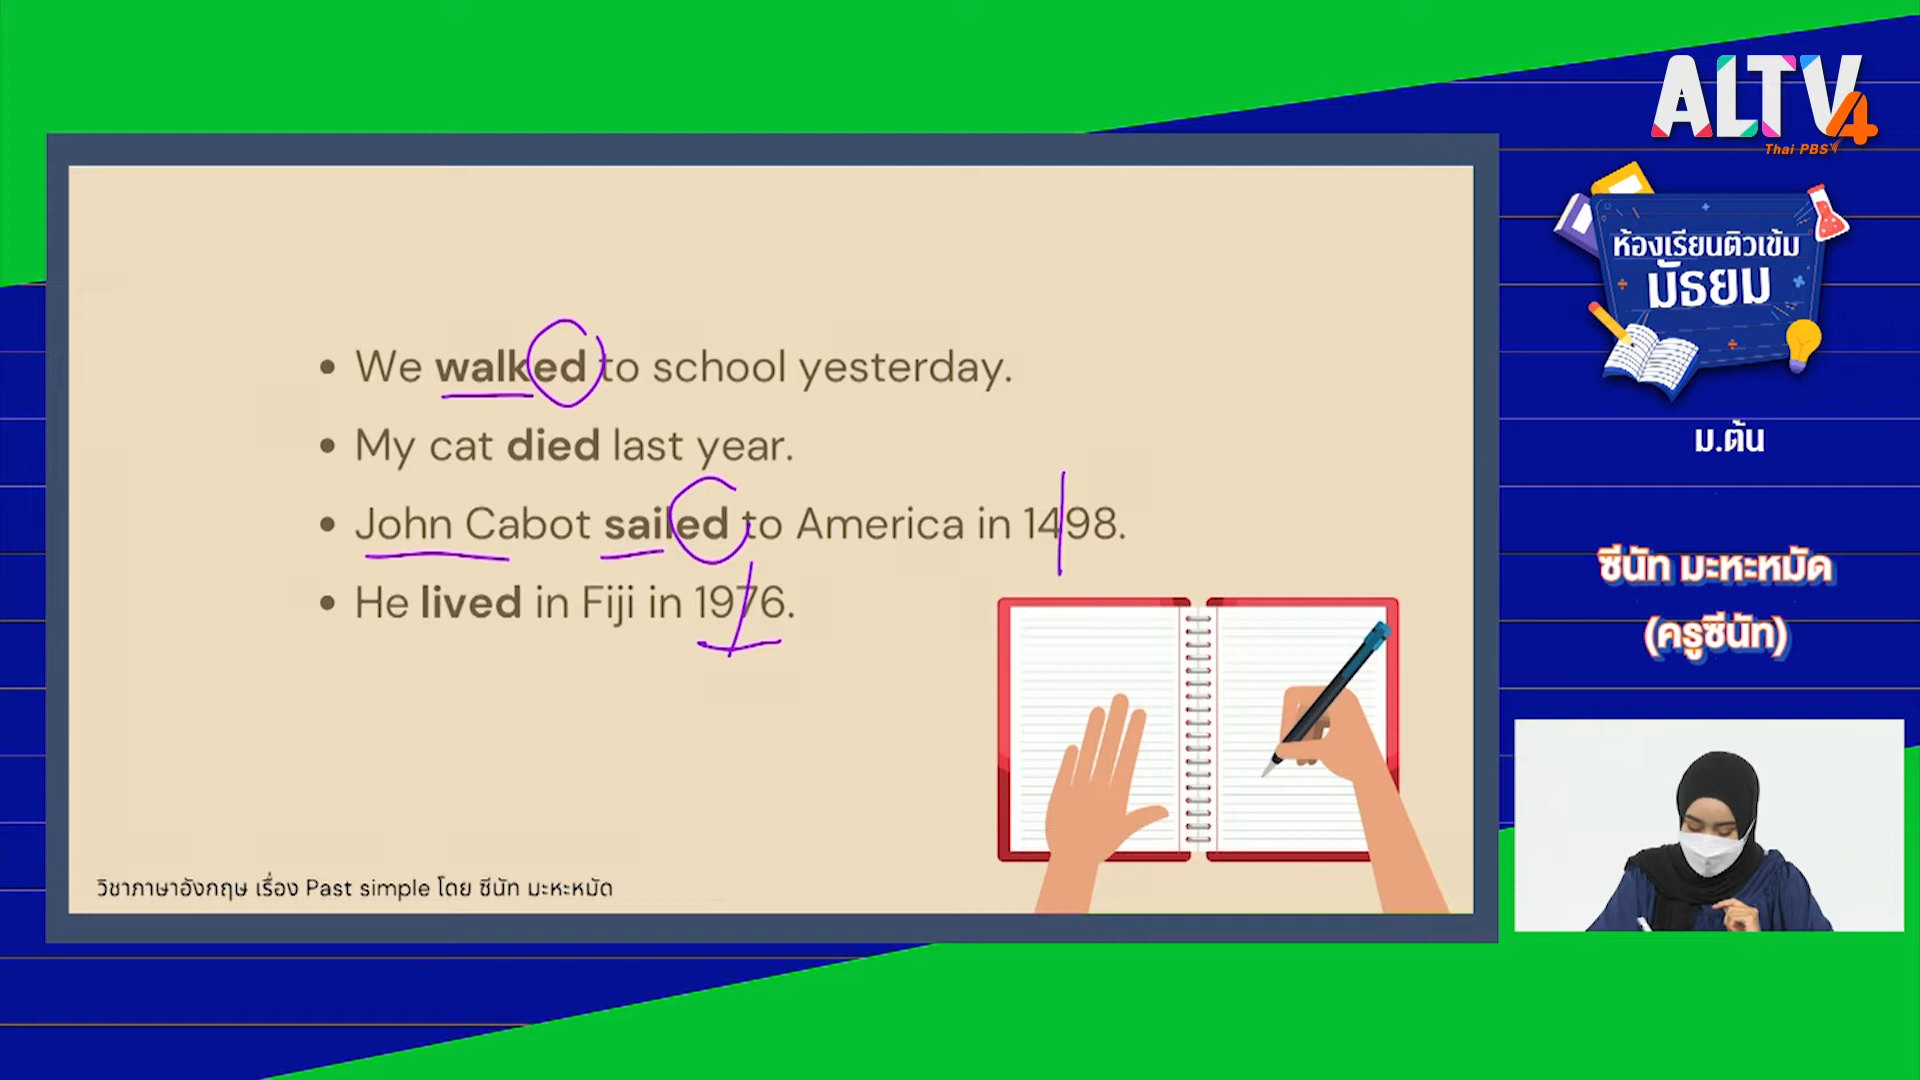 ALTV4
Thai PBS
ห้องเรียนติวเข้ม
มัธยม
ม.ต้น
ซีนัท มะหะหมัด
(ครูซีนัท)
• We walked to school yesterday.
• My cat died last year.
• John Cabot sailed to America in 1498.
• He lived in Fiji in 1976.
วิชาภาษาอังกฤษ เรื่อง Past simple โดย ซีนัท มะหะหมัด